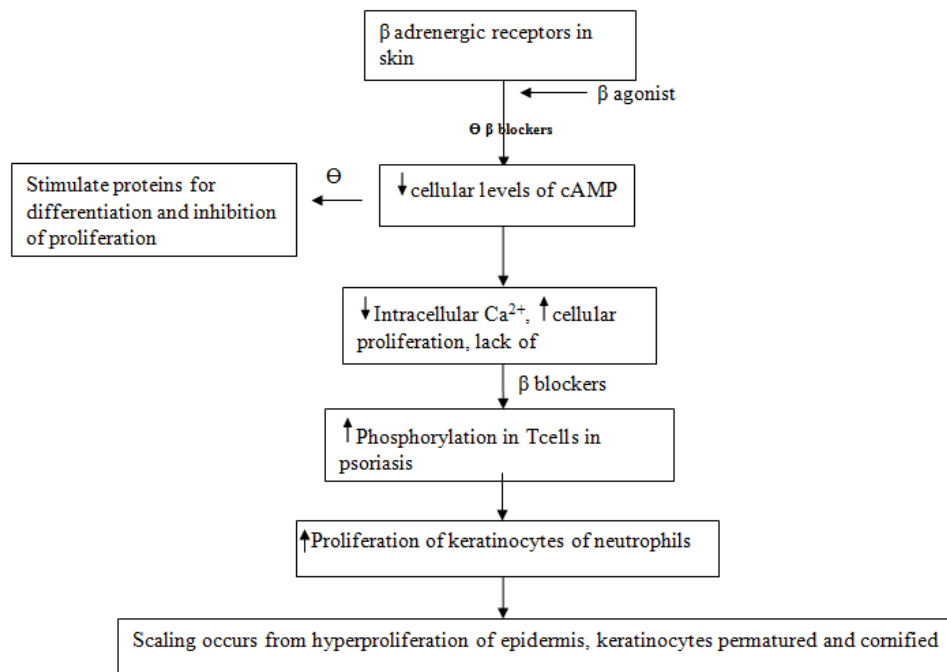 β adrenergic receptors in
skin
β agonist
Ɵ β blockers
Stimulate proteins for
differentiation and inhibition
of proliferation
Ɵ
↓cellular levels of cAMP
↓Intracellular Ca²⁺, ↑cellular
proliferation, lack of
β blockers
↑Phosphorylation in Tcells in
psoriasis
↑Proliferation of keratinocytes of neutrophils
Scaling occurs from hyperproliferation of epidermis, keratinocytes permatured and cornified